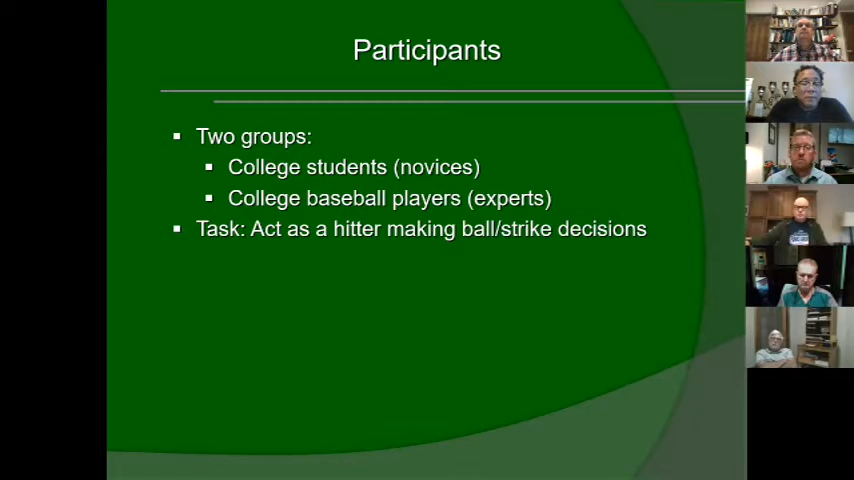 Participants
▪ Two groups:
▪ College students (novices)
▪ College baseball players (experts)
▪ Task: Act as a hitter making ball/strike decisions